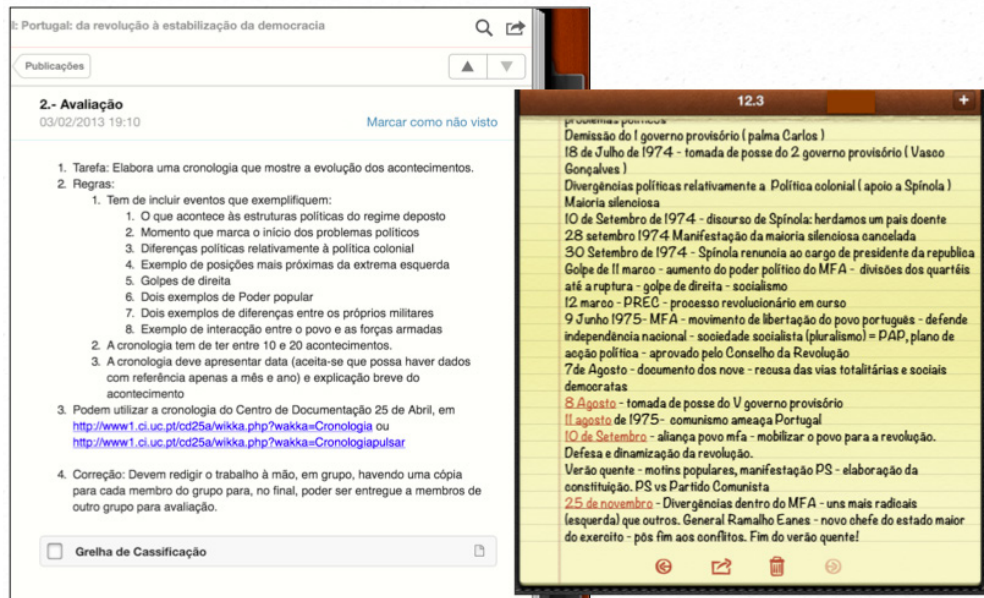 l: Portugal: da revolução à estabilização da democracia
Publicações
2.- Avaliação
03/02/2013 19:10
Marcar como não visto
1. Tarefa: Elabora uma cronologia que mostre a evolução dos acontecimentos.
2. Regras:
1. Tem de incluir eventos que exemplifiquem:
1. O que acontece às estruturas políticas do regime deposto
2. Momento que marca o início dos problemas políticos
3. Diferenças políticas relativamente à política colonial
4. Exemplo de posições mais próximas da extrema esquerda
5. Golpes de direita
6. Dois exemplos de Poder popular
7. Dois exemplos de diferenças entre os próprios militares
8. Exemplo de interacção entre o povo e as forças armadas
2. A cronologia tem de ter entre 10 e 20 acontecimentos.
3. A cronologia deve apresentar data (aceita-se que possa haver dados
com referência apenas a mês e ano) e explicação breve do
acontecimento
3. Podem utilizar a cronologia do Centro de Documentação 25 de Abril, em
http://www1.ci.uc.pt/cd25a/wikka.php?wakka=Cronologia ou
http://www1.ci.uc.pt/cd25a/wikka.php?wakka=Cronologiapulsar
4. Correção: Devem redigir o trabalho à mão, em grupo, havendo uma cópia
para cada membro do grupo para, no final, poder ser entregue a membros de
outro grupo para avaliação.
Grelha de Cassificação
12.3
+
problemas políticos
Demissão do 1 governo provisório ( palma Carlos )
18 de Julho de 1974 - tomada de posse do 2 governo provisório ( Vasco
Gonçalves )
Divergências políticas relativamente a Política colonial ( apoio a Spínola )
Maioria silenciosa
10 de Setembro de 1974 - discurso de Spínola: herdamos um pais doente
28 setembro 1974 Manifestação da maioria silenciosa cancelada
30 Setembro de 1974 - Spínola renuncia ao cargo de presidente da republica
Golpe de 11 marco - aumento do poder político do MFA - divisões dos quartéis
até a ruptura - golpe de direita - socialismo
12 marco - PREC - processo revolucionário em curso
9 Junho 1975- MFA - movimento de libertação do povo português - defende
independência nacional - sociedade socialista (pluralismo) = PAP, plano de
acção política - aprovado pelo Conselho da Revolução
7de Agosto - documento dos nove - recusa das vias totalitárias e sociais
democratas
8 Agosto - tomada de posse do V governo provisório
11 agosto de 1975- comunismo ameaça Portugal
10 de Setembro - aliança povo mfa - mobilizar o povo para a revolução.
Defesa e dinamização da revolução.
Verão quente - motins populares, manifestação PS - elaboração da
constituição. PS vs Partido Comunista
25 de novembro - Divergências dentro do MFA - uns mais radicais
(esquerda) que outros. General Ramalho Eanes - novo chefe do estado maior
do exercito - pôs fim aos conflitos. Fim do verão quente!